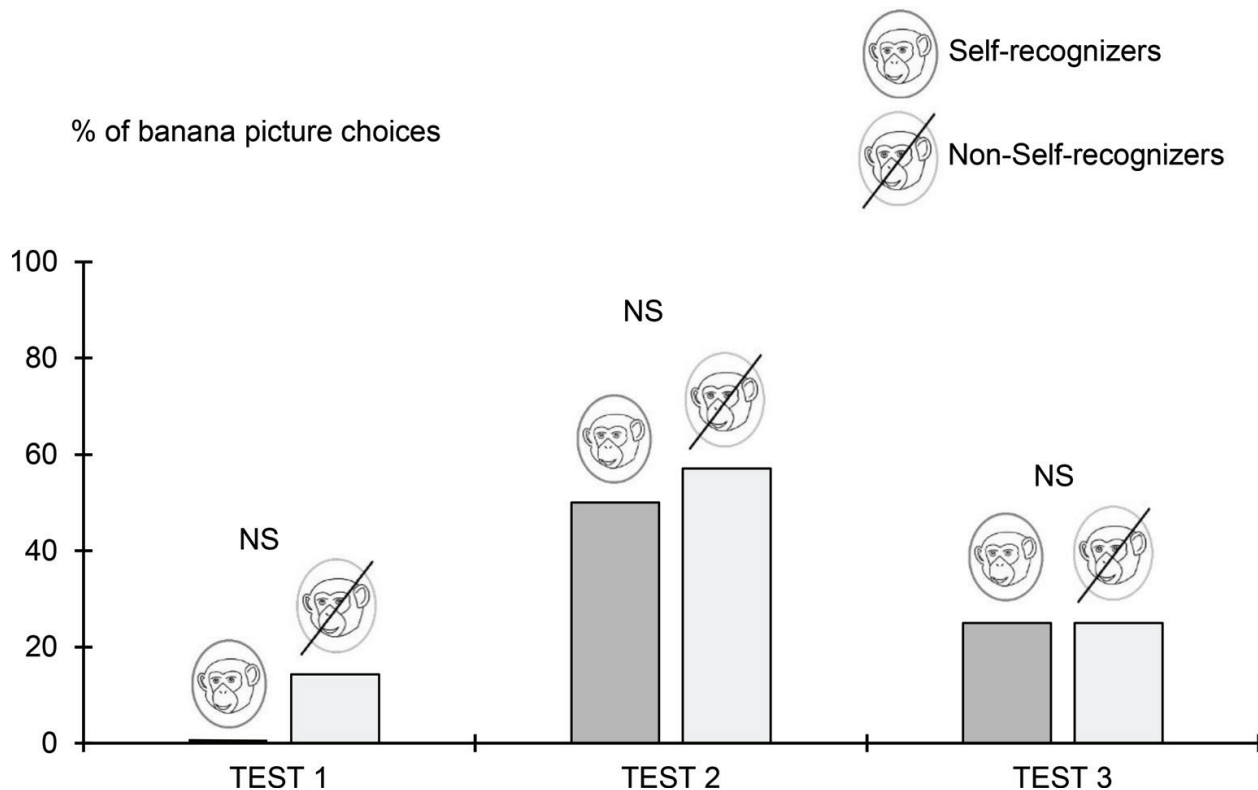 Self-recognizers
% of banana picture choices
Non-Self-recognizers
100
80
60
40
20
0
NS
NS
NS
TEST 1
TEST 2
TEST 3